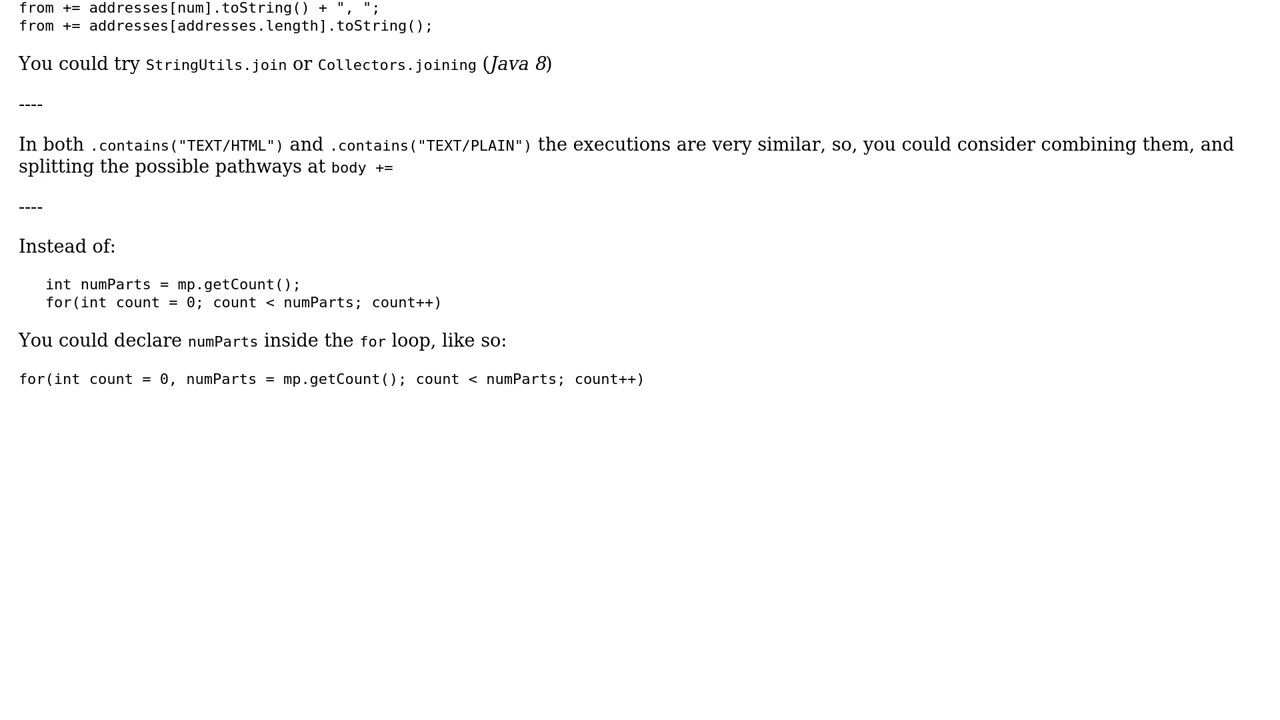 from += addresses[num].toString() + ", ";
from += addresses[addresses.length].toString();
You could try StringUtils.join or Collectors.joining (Java 8)
----
In both .contains("TEXT/HTML") and .contains("TEXT/PLAIN") the executions are very similar, so, you could consider combining them, and
splitting the possible pathways at body +=
----
Instead of:
int numParts = mp.getCount();
for(int count = 0; count < numParts; count++)
You could declare numParts inside the for loop, like so:
for(int count = 0, numParts = mp.getCount(); count < numParts; count++)